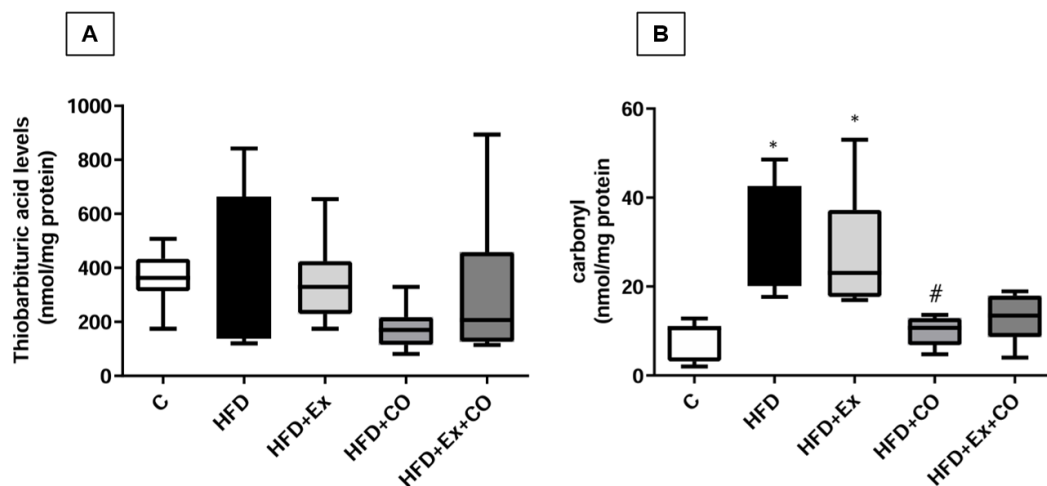 A
Thiobarbituric acid levels
(nmol/mg protein)
1000
800
600
400
200
0
C
HFD
HFD+Ex
HFD+CO
HFD+Ex+CO
B
carbonyl
(nmol/mg protein
60
40
20
0
*
*
#
C
HFD
HFD+Ex
HFD+CO
HFD+Ex+CO